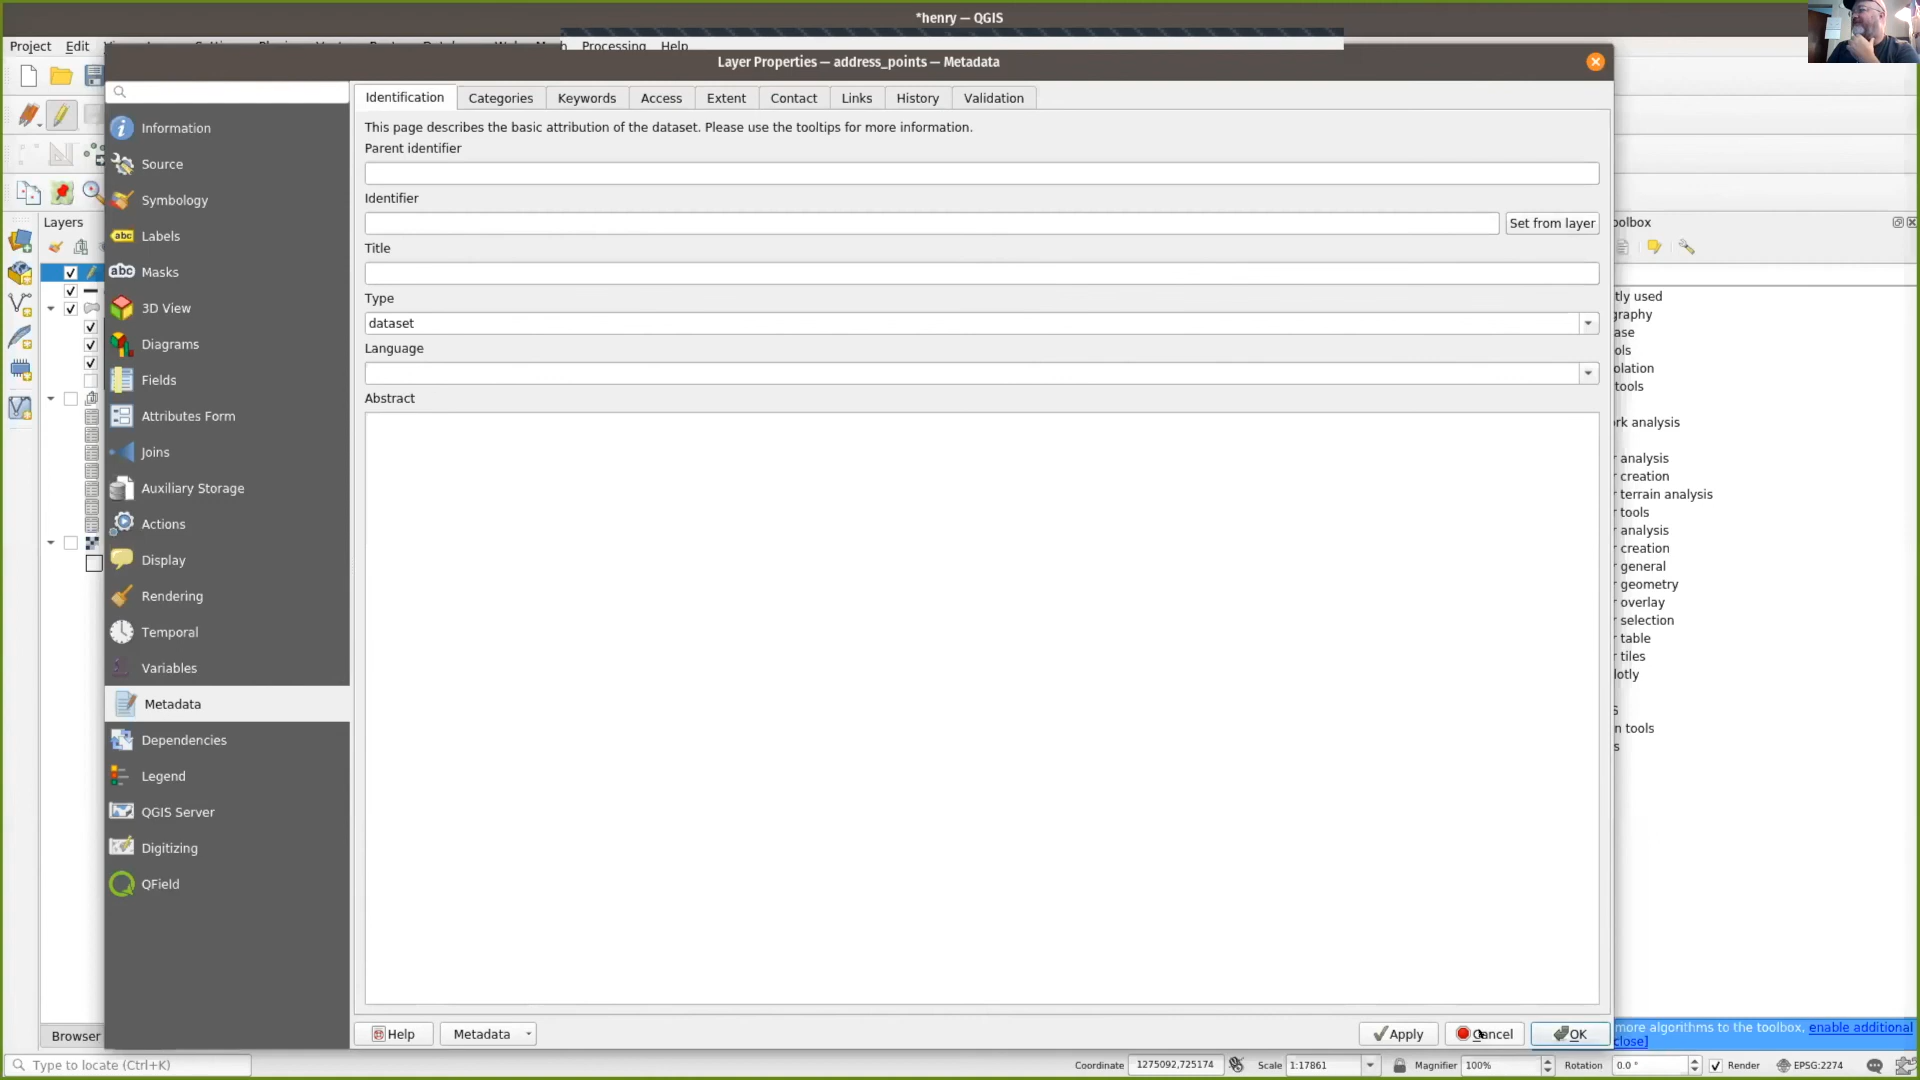 *henry — QGIS
Project Edit Processing Help
Layer Properties — address_points — Metadata
Information
Source
Symbology
Labels
Masks
3D View
Diagrams
Fields
Attributes Form
Joins
Auxiliary Storage
Actions
Display
Rendering
Temporal
Variables
Metadata
Dependencies
Legend
QGIS Server
Digitizing
QField
Identification Categories Keywords Access Extent Contact Links History Validation
This page describes the basic attribution of the dataset. Please use the tooltips for more information.
Parent identifier
Identifier
Set from layer
Title
Type
dataset
Language
Abstract
Help Metadata Apply Cancel OK
Layers
Browser
olbox
tly used
graphy
ase
ols
olation
tools
rk analysis
r analysis
r creation
r terrain analysis
r tools
r analysis
r creation
r general
r geometry
r overlay
r selection
r table
r tiles
lotly
S
n tools
s
more algorithms to the toolbox, enable additional
close]
Type to locate (Ctrl+K)
Coordinate 1275092,725174 Scale 1:17861 Magnifier 100% Rotation 0.0 ° Render EPSG:2274